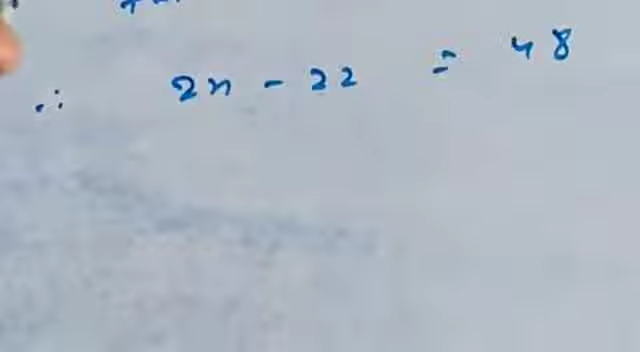 ∴ 2n - 22 = 48